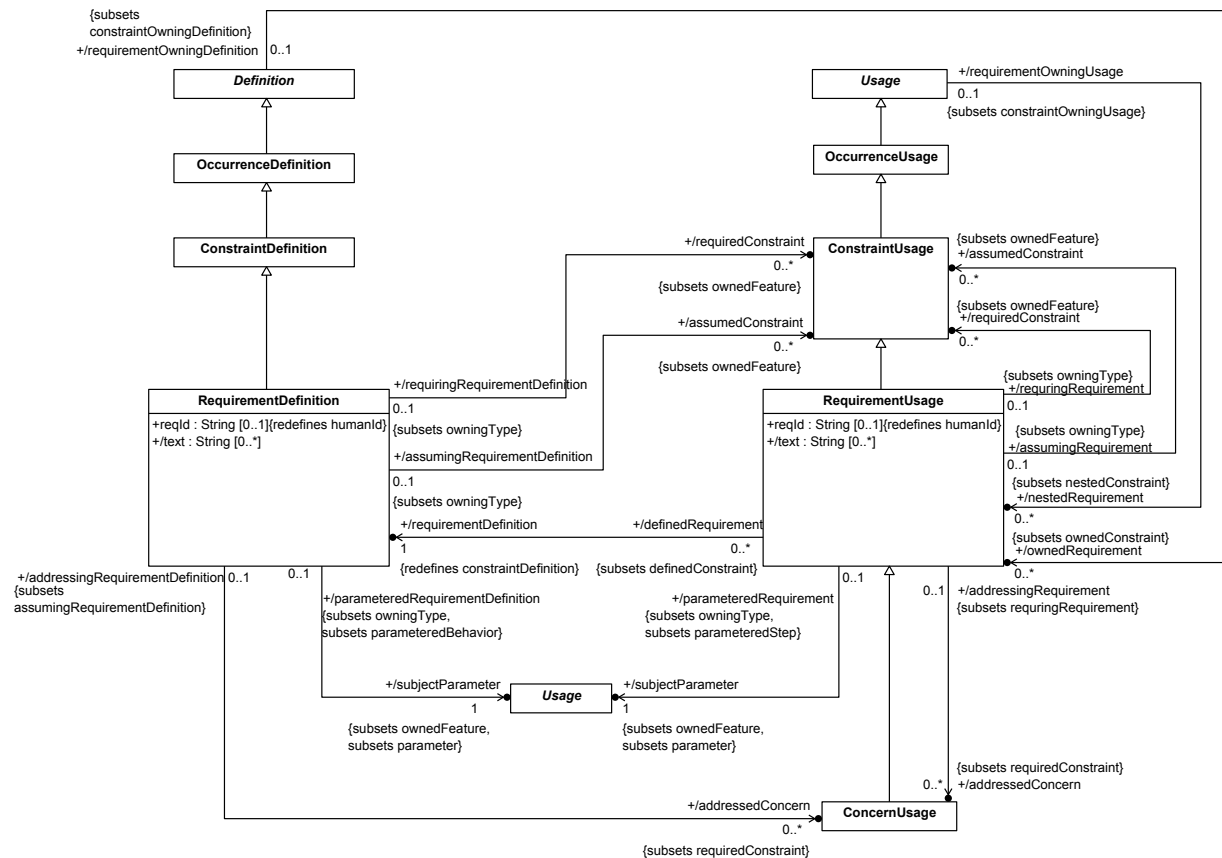 {subsets
constraintOwningDefinition}
+/requirementOwningDefinition
0..1
Definition
Usage
+/requirementOwningUsage
0..1
{subsets constraintOwningUsage}
OccurrenceDefinition
OccurrenceUsage
ConstraintDefinition
+/requiredConstraint
0..*
{subsets ownedFeature}
ConstraintUsage
{subsets ownedFeature}
+/assumedConstraint
0..*
{subsets ownedFeature}
+/requiredConstraint
0..*
+/assumedConstraint
0..*
{subsets ownedFeature}
RequirementDefinition
+reqId : String [0..1]{redefines humanId}
+/text : String [0..*]
+/requiringRequirementDefinition
0..1
{subsets owningType}
+/assumingRequirementDefinition
0..1
{subsets owningType}
RequirementUsage
+reqId : String [0..1]{redefines humanId}
+/text : String [0..*]
{subsets owningType}
+/requringRequirement
0..1
{subsets owningType}
+/assumingRequirement
0..1
{subsets nestedConstraint}
+/nestedRequirement
0..*
{subsets ownedConstraint}
+/ownedRequirement
0..*
+/requirementDefinition
1
{redefines constraintDefinition}
+/definedRequirement
0..*
{subsets definedConstraint}
+/addressingRequirementDefinition
0..1
{subsets
assumingRequirementDefinition}
0..1
+/parameteredRequirementDefinition
{subsets owningType,
subsets parameteredBehavior}
0..1
+/parameteredRequirement
{subsets owningType,
subsets parameteredStep}
0..1
+/addressingRequirement
{subsets requringRequirement}
+/subjectParameter
1
{subsets ownedFeature,
subsets parameter}
Usage
+/subjectParameter
1
{subsets ownedFeature,
subsets parameter}
{subsets requiredConstraint}
0..*
+/addressedConcern
+/addressedConcern
0..*
{subsets requiredConstraint}
ConcernUsage